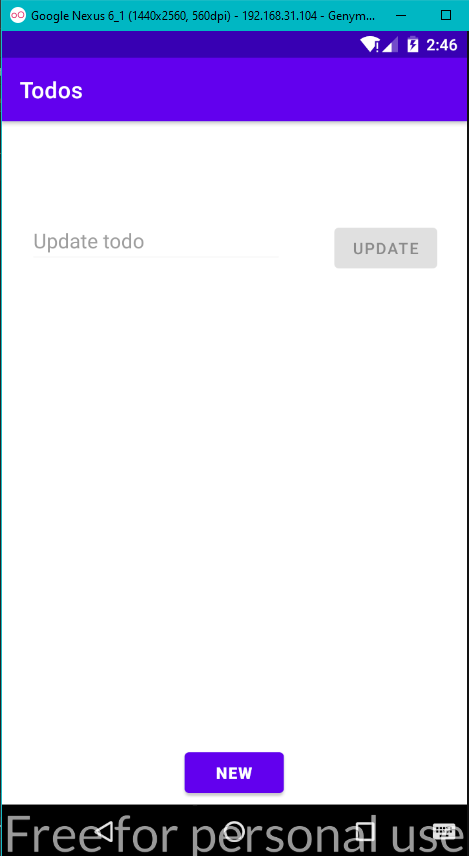 Google Nexus 6_1 (1440x2560, 560dpi) - 192.168.31.104 - Genym...
2:46
Todos
Update todo
UPDATE
NEW
Free for personal use